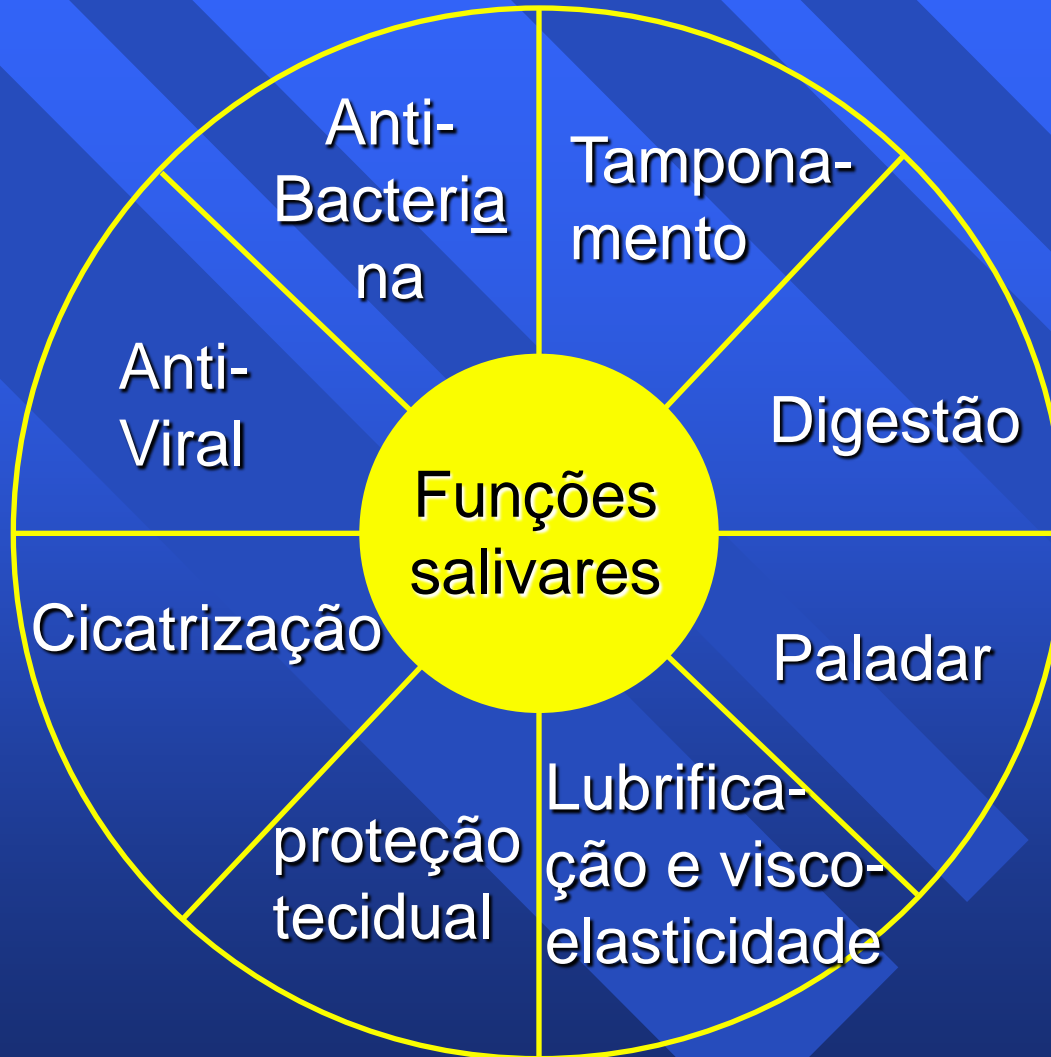 Anti-
Bacteria
na
Tampona-
mento
Anti-
Viral
Digestão
Funções
salivares
Cicatrização
Paladar
proteção
tecidual
Lubrifica-
ção e visco-
elasticidade